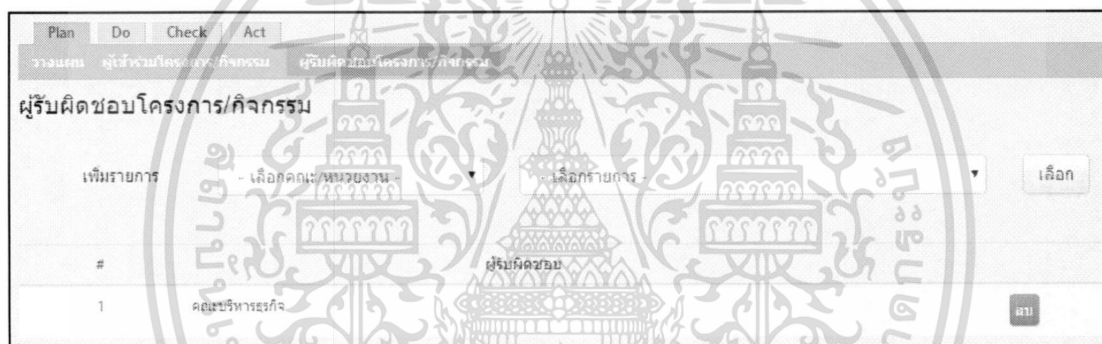 Plan Do Check Act
วางแผน ผู้เข้าร่วมโครงการ/กิจกรรม ผู้รับผิดชอบโครงการ/กิจกรรม
ผู้รับผิดชอบโครงการ/กิจกรรม
เพิ่มรายการ - เลือกคณะ/หน่วยงาน - - เลือกรายการ - เลือก
# ผู้รับผิดชอบ
1 คณะบริหารธุรกิจ ลบ